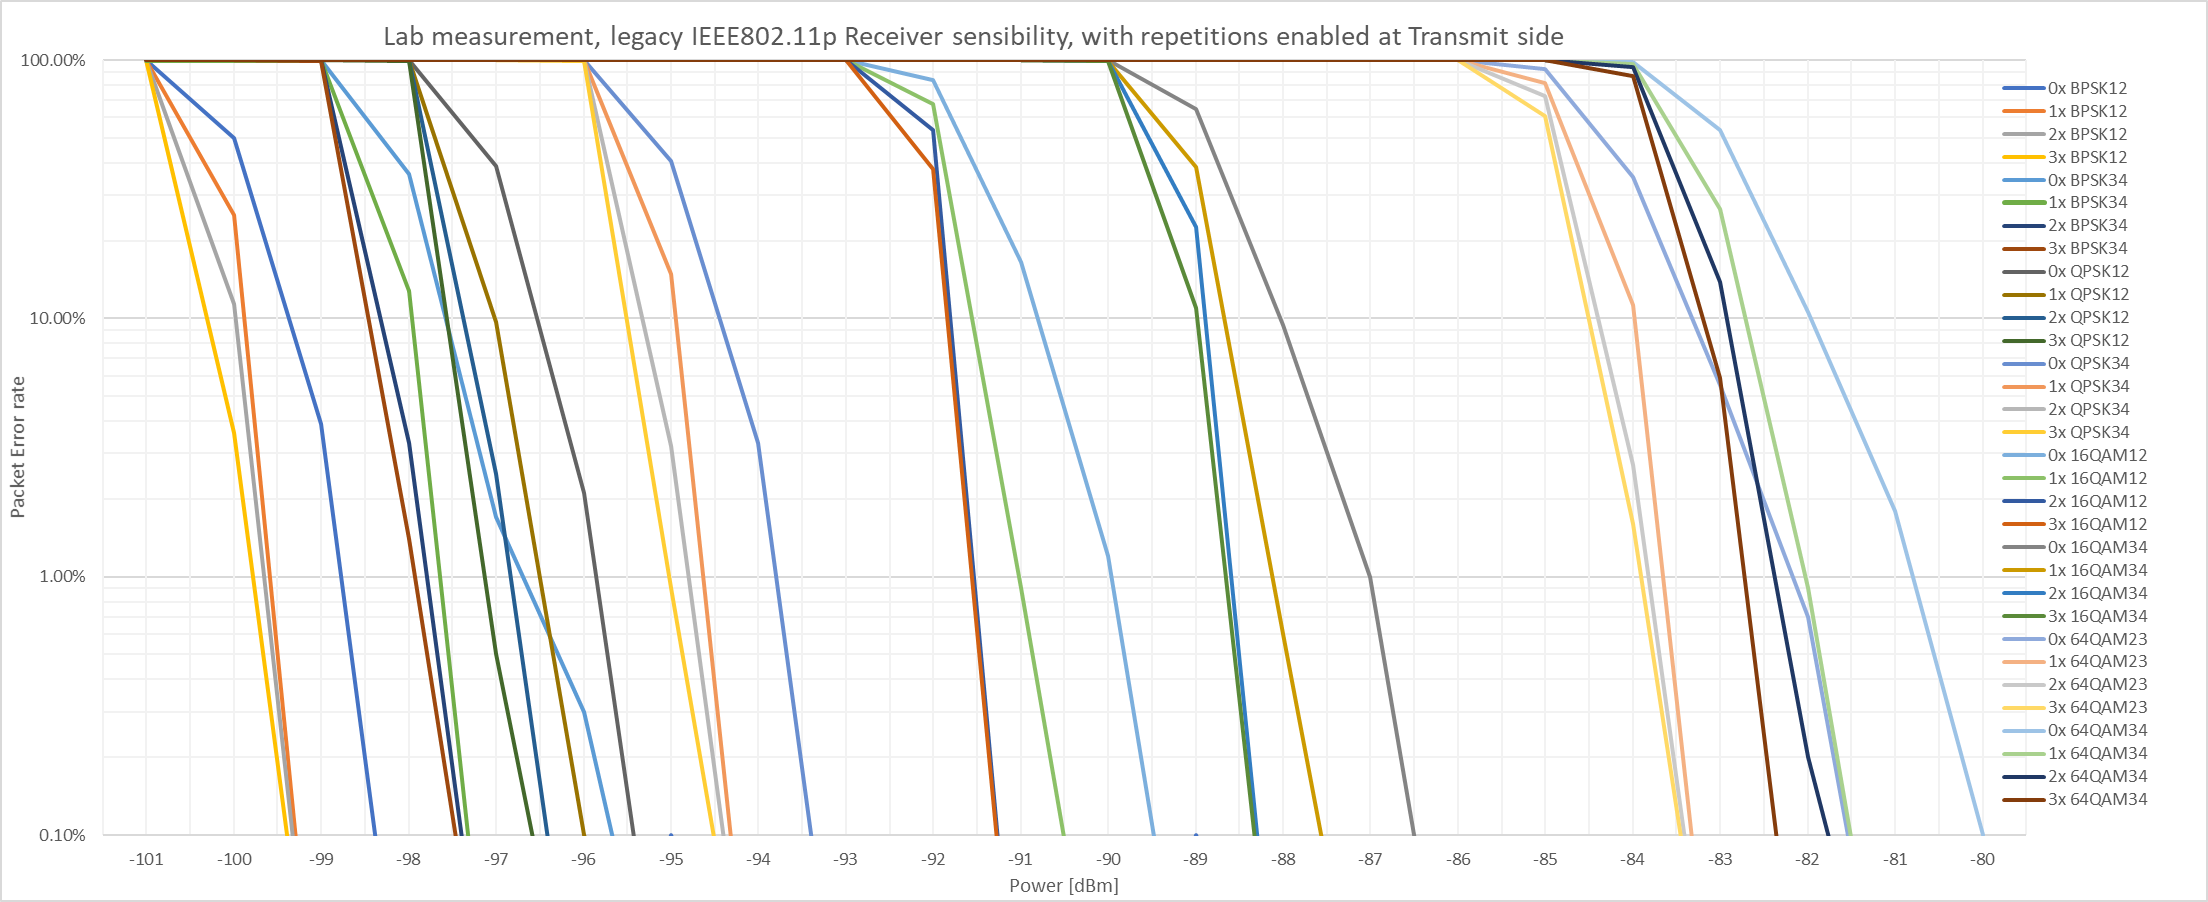 Lab measurement, legacy IEEE802.11p Receiver sensibility, with repetitions enabled at Transmit side
100.00%
10.00%
1.00%
0.10%
Packet Error rate
-101 -100 -99 -98 -97 -96 -95 -94 -93 -92 -91 -90 -89 -88 -87 -86 -85 -84 -83 -82 -81 -80
Power [dBm]
0x BPSK12
1x BPSK12
2x BPSK12
3x BPSK12
0x BPSK34
1x BPSK34
2x BPSK34
3x BPSK34
0x QPSK12
1x QPSK12
2x QPSK12
3x QPSK12
0x QPSK34
1x QPSK34
2x QPSK34
3x QPSK34
0x 16QAM12
1x 16QAM12
2x 16QAM12
3x 16QAM12
0x 16QAM34
1x 16QAM34
2x 16QAM34
3x 16QAM34
0x 64QAM23
1x 64QAM23
2x 64QAM23
3x 64QAM23
0x 64QAM34
1x 64QAM34
2x 64QAM34
3x 64QAM34